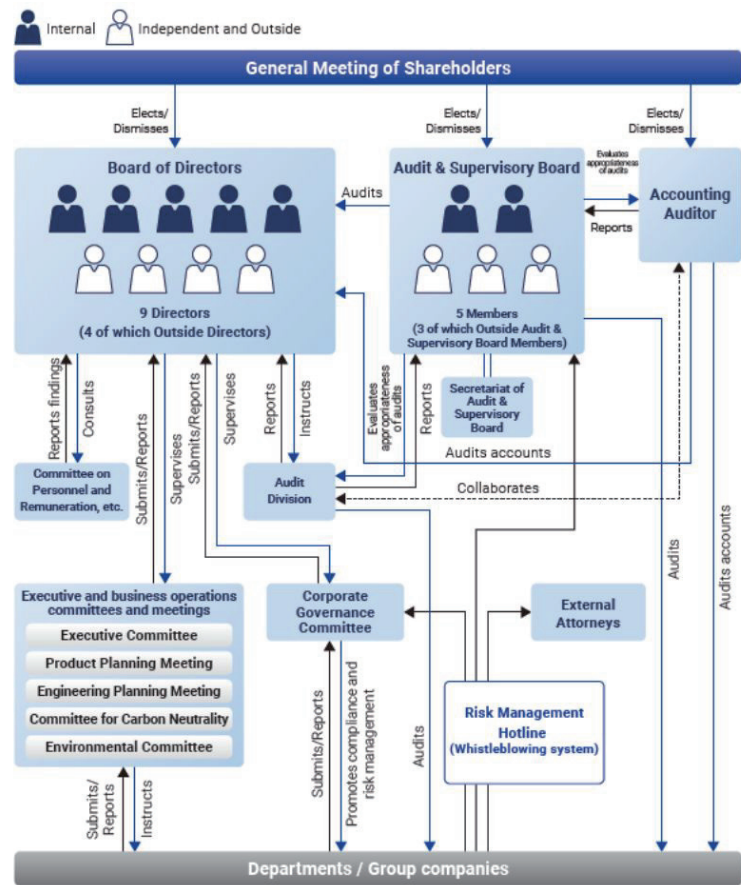 Internal
Independent and Outside
General Meeting of Shareholders
Elects/
Dismisses
Elects/
Dismisses
Elects/
Dismisses
Board of Directors
9 Directors
(4 of which Outside Directors)
Audits
Audit & Supervisory Board
5 Members
(3 of which Outside Audit &
Supervisory Board Members)
Evaluates
appropriateness
of audits
Reports
Accounting
Auditor
Reports findings
Consults
Submits/Reports
Supervises
Submits/Reports
Supervises
Reports
Instructs
Evaluates
appropriateness
of audits
Reports
Secretariat of
Audit &
Supervisory
Board
Audits accounts
Committee on
Personnel and
Remuneration, etc.
Audit
Division
Collaborates
Audits
Audits accounts
Executive and business operations
committees and meetings
Executive Committee
Product Planning Meeting
Engineering Planning Meeting
Committee for Carbon Neutrality
Environmental Committee
Corporate
Governance
Committee
External
Attorneys
Submits/Reports
Promotes compliance and
risk management
Audits
Risk Management
Hotline
(Whistleblowing system)
Submits/
Reports
Instructs
Departments / Group companies